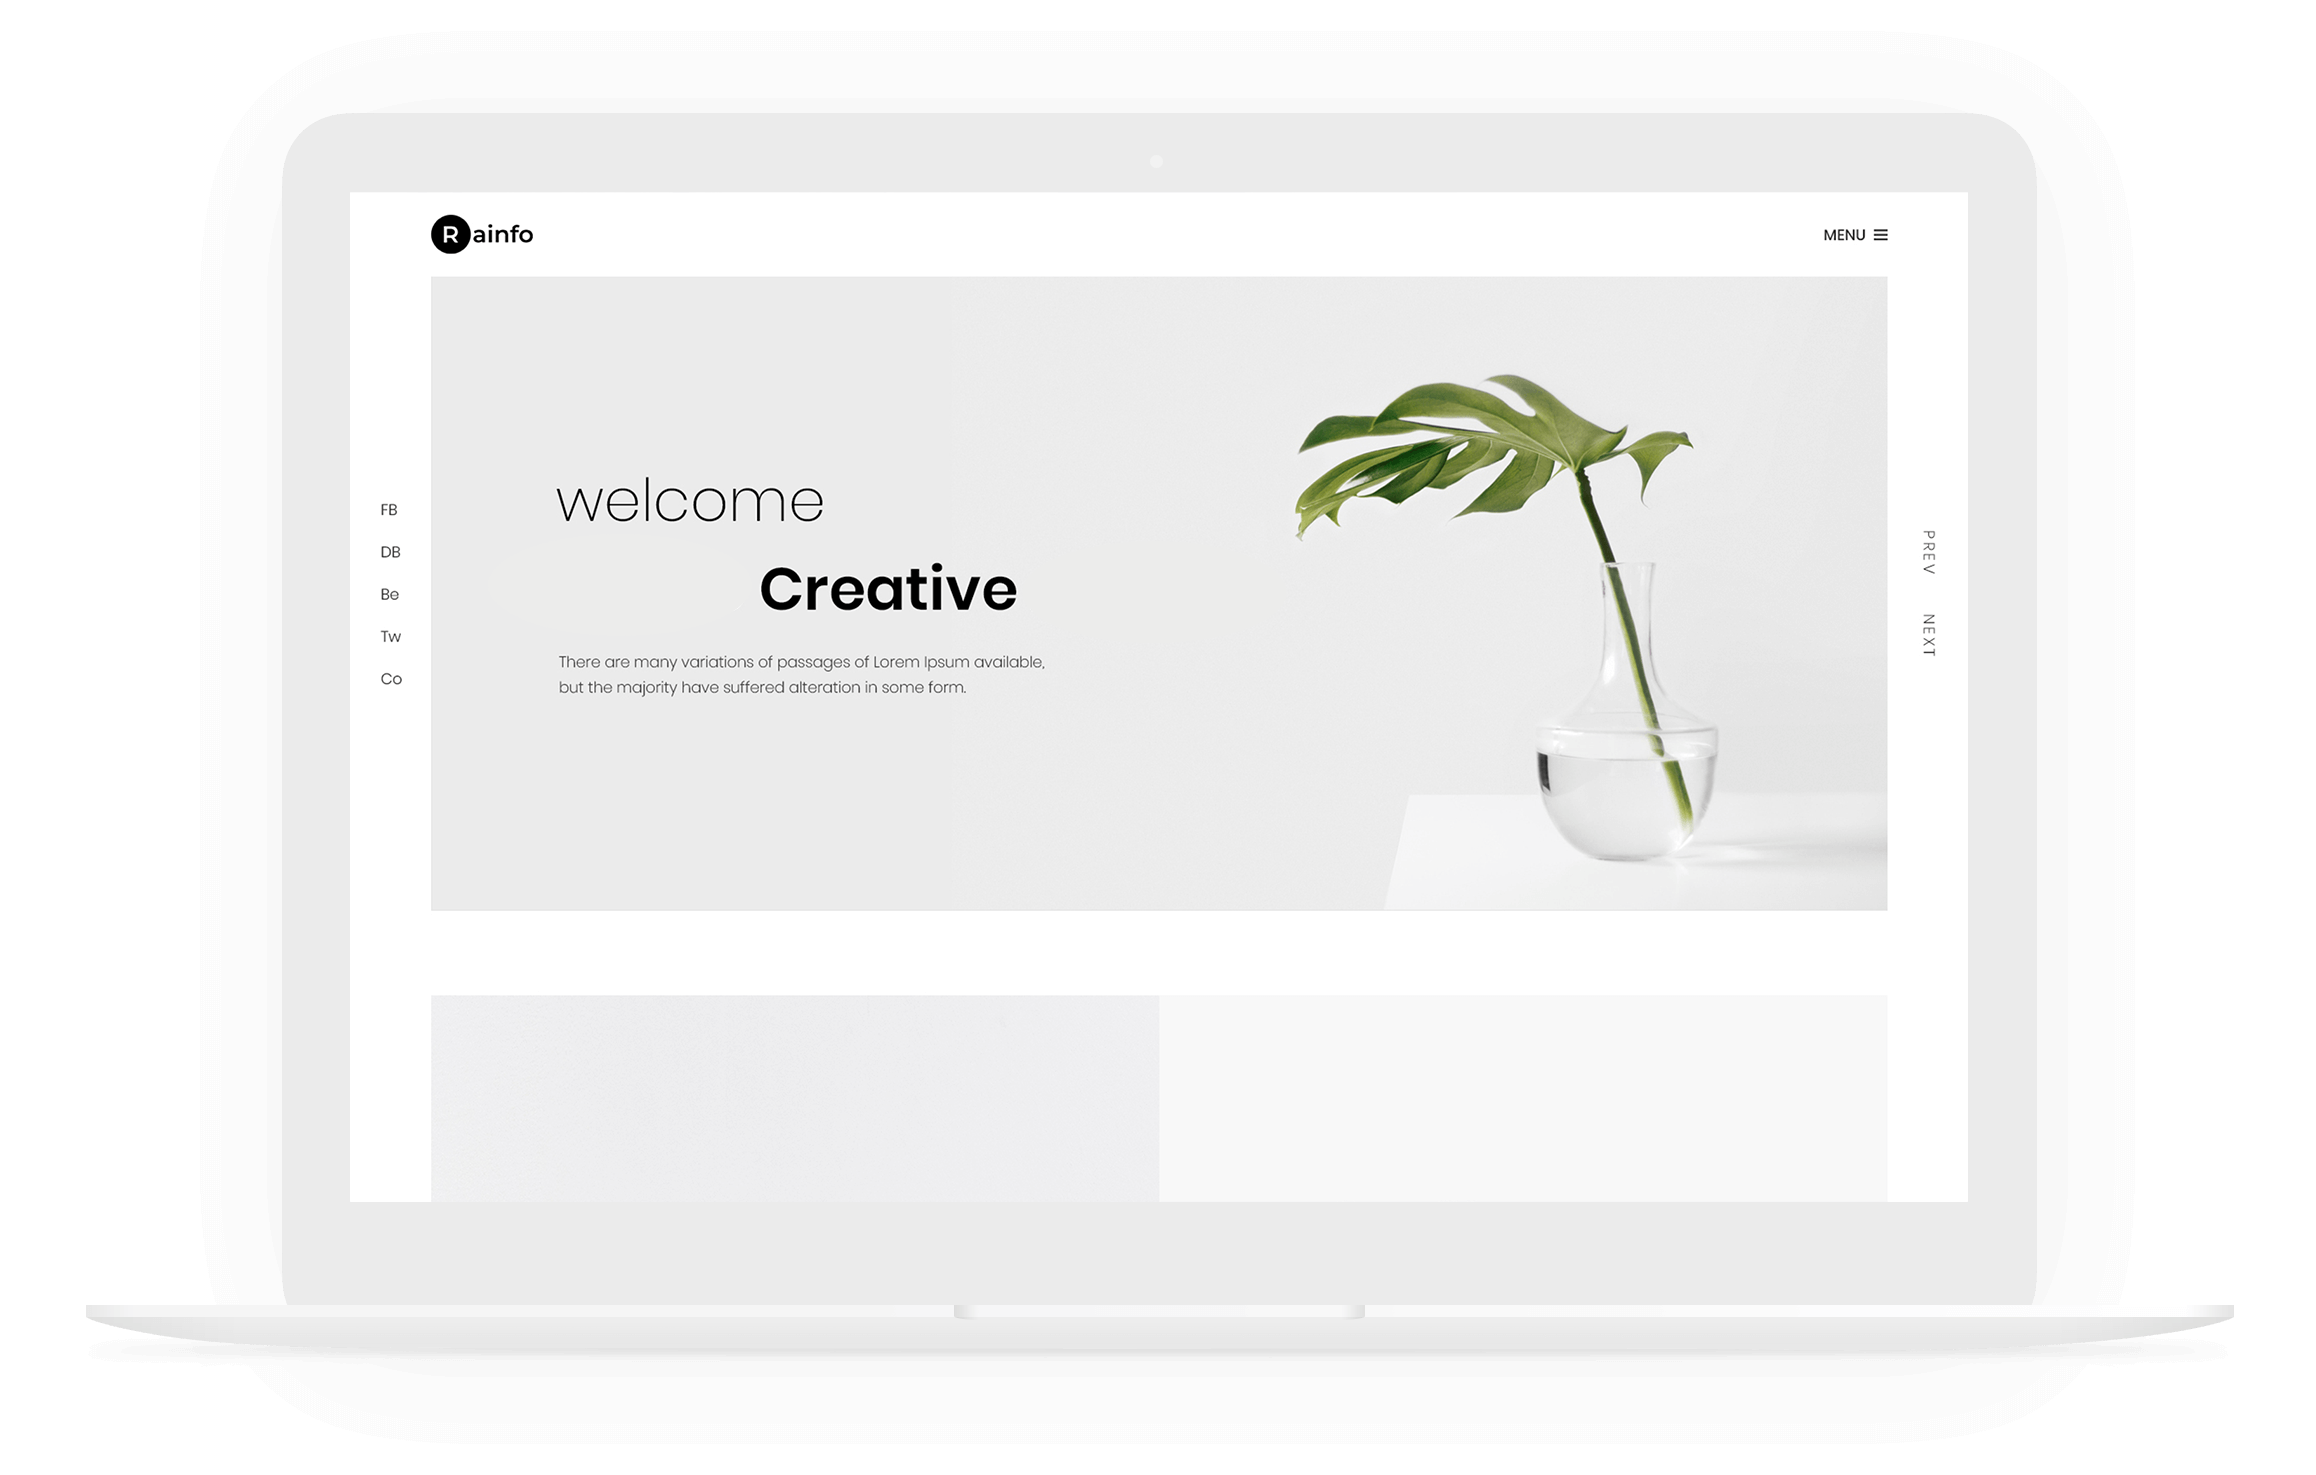 Rainfo
MENU
welcome
Creative
There are many variations of passages of Lorem Ipsum available,
but the majority have suffered alteration in some form.
FB
DB
Be
Tw
Co
PREV
NEXT